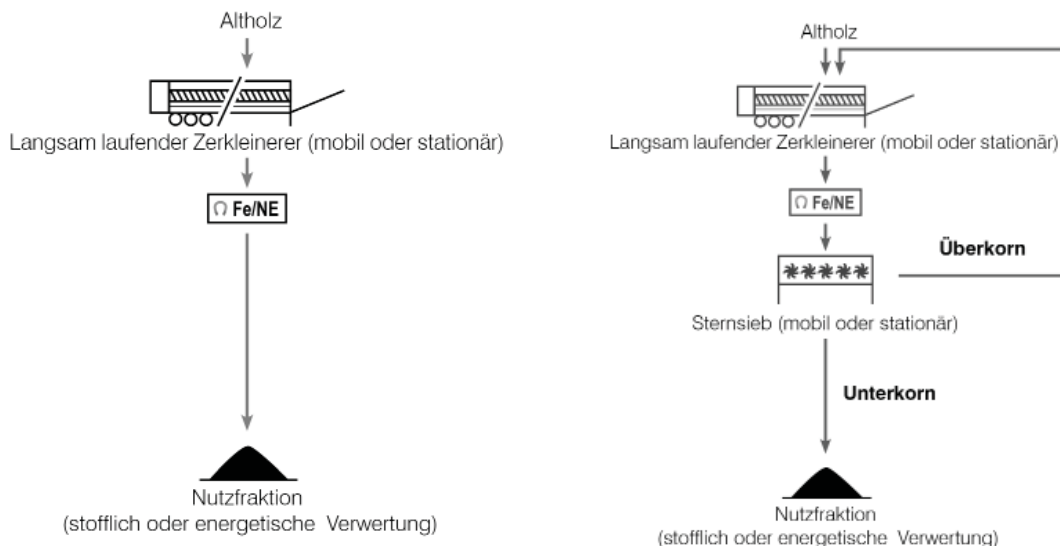 Altholz
Langsam laufender Zerkleinerer (mobil oder stationär)
Fe/NE
Nutzfraktion
(stofflich oder energetische Verwertung)
Altholz
Langsam laufender Zerkleinerer (mobil oder stationär)
Fe/NE
Überkorn
Sternsieb (mobil oder stationär)
Unterkorn
Nutzfraktion
(stofflich oder energetische Verwertung)